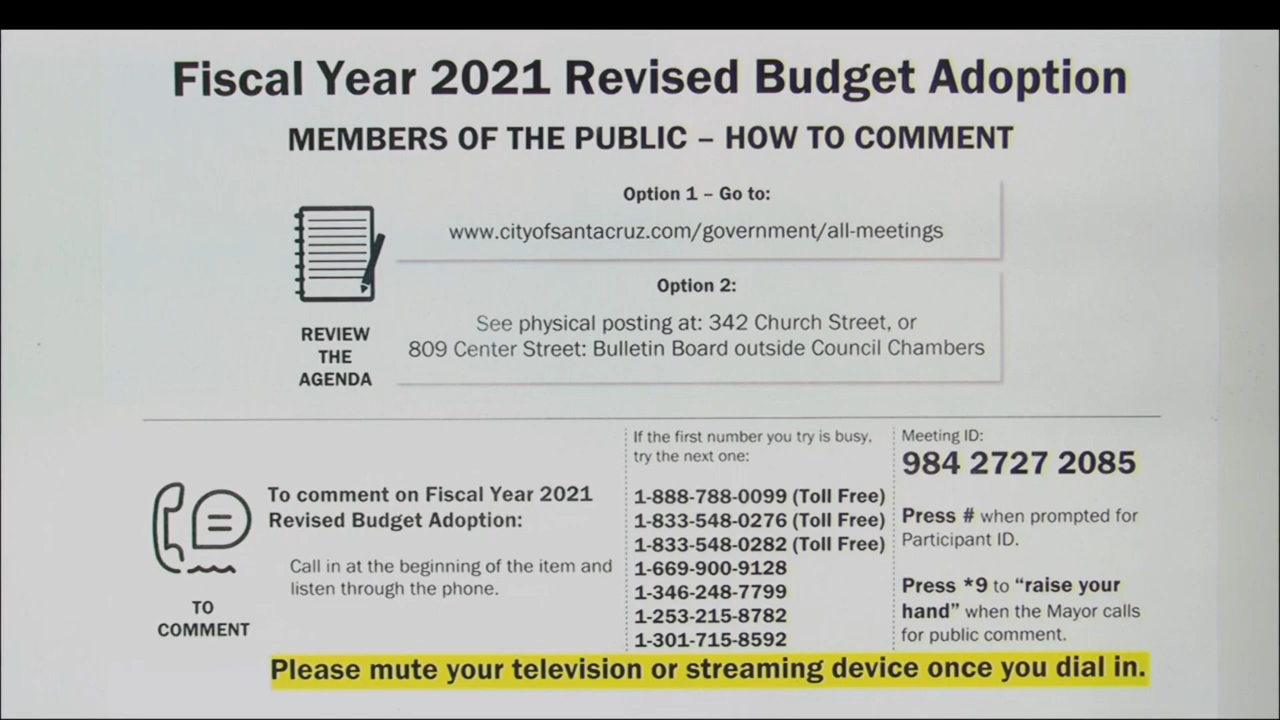 Fiscal Year 2021 Revised Budget Adoption
MEMBERS OF THE PUBLIC – HOW TO COMMENT
Option 1 – Go to:
www.cityofsantacruz.com/government/all-meetings
Option 2:
See physical posting at: 342 Church Street, or
809 Center Street: Bulletin Board outside Council Chambers
REVIEW
THE
AGENDA
TO
COMMENT
To comment on Fiscal Year 2021
Revised Budget Adoption:
Call in at the beginning of the item and
listen through the phone.
If the first number you try is busy,
try the next one:
1-888-788-0099 (Toll Free)
1-833-548-0276 (Toll Free)
1-833-548-0282 (Toll Free)
1-669-900-9128
1-346-248-7799
1-253-215-8782
1-301-715-8592
Meeting ID:
984 2727 2085
Press # when prompted for
Participant ID.
Press *9 to “raise your
hand” when the Mayor calls
for public comment.
Please mute your television or streaming device once you dial in.